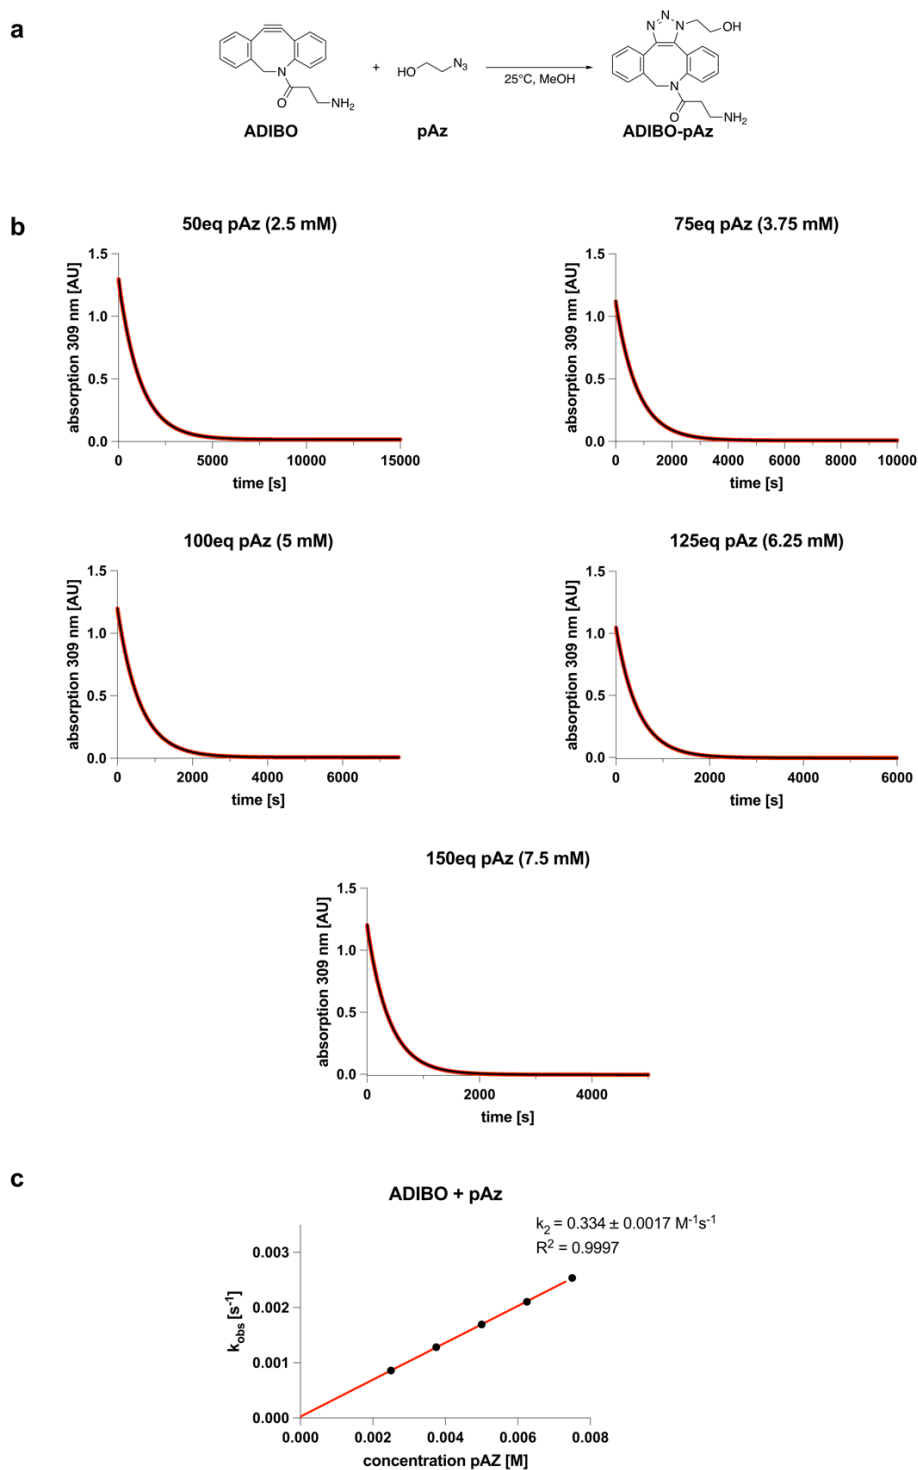 a
N
N
N
OH
N
O
NH2
+
HO
N3
25°C, MeOH
N
O
NH2
ADIBO
pAz
ADIBO-pAz
b
50eq pAz (2.5 mM)
absorption 309 nm [AU]
1.5
1.0
0.5
0.0
0 5000 10000 15000
time [s]
75eq pAz (3.75 mM)
absorption 309 nm [AU]
1.5
1.0
0.5
0.0
0 2000 4000 6000 8000 10000
time [s]
100eq pAz (5 mM)
absorption 309 nm [AU]
1.5
1.0
0.5
0.0
0 2000 4000 6000
time [s]
125eq pAz (6.25 mM)
absorption 309 nm [AU]
1.5
1.0
0.5
0.0
0 2000 4000 6000
time [s]
150eq pAz (7.5 mM)
absorption 309 nm [AU]
1.5
1.0
0.5
0.0
0 2000 4000
time [s]
c
ADIBO + pAz
k2 = 0.334 ± 0.0017 M-1s-1
R2 = 0.9997
kobs [s-1]
0.003
0.002
0.001
0.000
0.000 0.002 0.004 0.006 0.008
concentration pAZ [M]